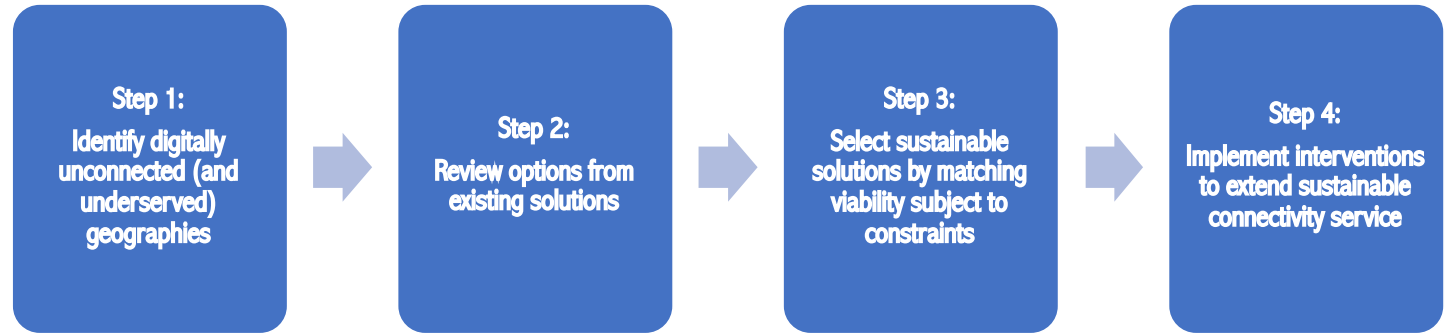 Step 1:
Identify digitally
unconnected (and
underserved)
geographies
Step 2:
Review options from
existing solutions
Step 3:
Select sustainable
solutions by matching
viability subject to
constraints
Step 4:
Implement interventions
to extend sustainable
connectivity service